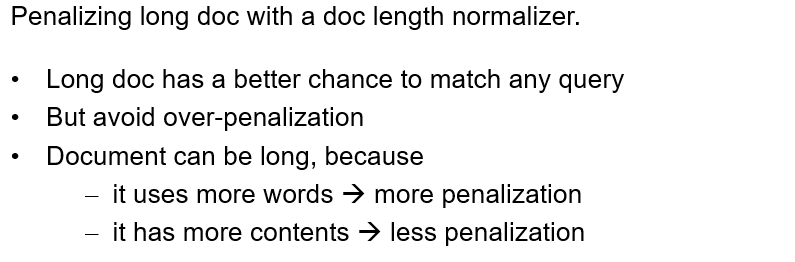 Penalizing long doc with a doc length normalizer.
• Long doc has a better chance to match any query
• But avoid over-penalization
• Document can be long, because
– it uses more words → more penalization
– it has more contents → less penalization